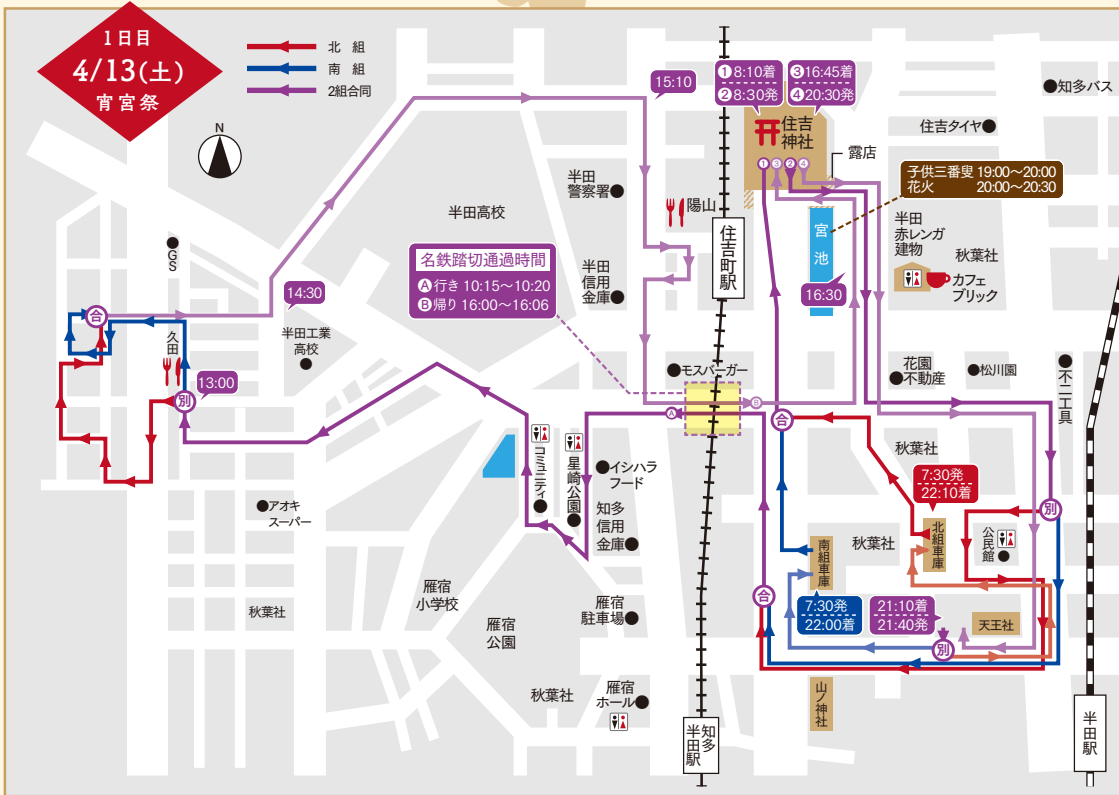 1日目
4/13(土)
宵宮祭
北 組
南 組
2組合同
N
15:10
❶8:10着
❷8:30発
❸16:45着
❹20:30発
住吉
神社
1
3
2
4
露店
知多バス
住吉タイヤ
子供三番叟 19:00～20:00
花火 20:00～20:30
半田
警察署
陽山
半田高校
住吉町駅
宮池
半田
赤レンガ
建物
秋葉社
カフェ
ブリック
GS
名鉄踏切通過時間
Ⓐ行き 10:15～10:20
Ⓑ帰り 16:00～16:06
半田
信用
金庫
16:30
14:30
合
久田
半田工業
高校
13:00
別
モスバーガー
花園
不動産
松川園
不二工具
B
A
合
コミュニティ
星崎公園
イシハラ
フード
知多
信用
金庫
秋葉社
7:30発
22:10着
別
アオキ
スーパー
南組車庫
秋葉社
北組車庫
公民館
雁宿
小学校
秋葉社
雁宿
公園
雁宿
駐車場
合
7:30発
22:00着
21:10着
21:40発
天王社
別
秋葉社
雁宿
ホール
山ノ神社
知多
半田駅
半田駅